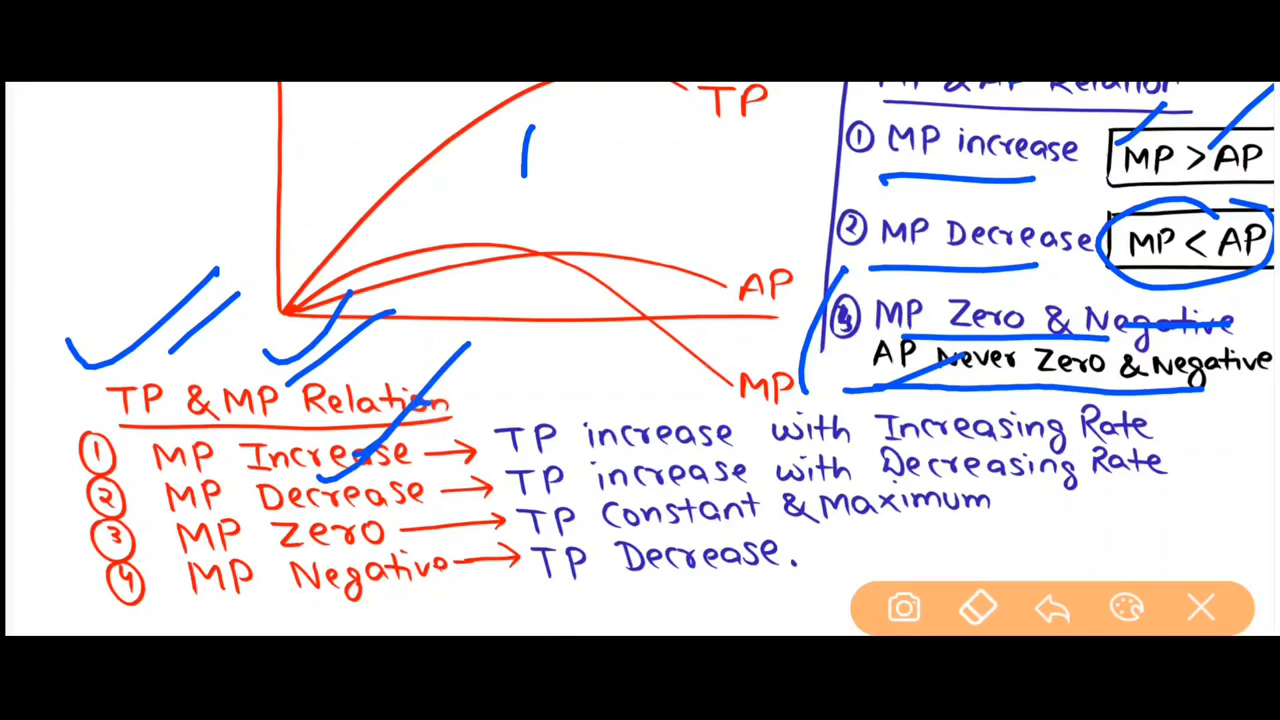 TP
MP & AP Relation
① MP increase
MP > AP
② MP Decrease
MP < AP
AP
③ MP Zero & Negative
AP Never Zero & Negative
MP
TP & MP Relation
① MP Increase → TP increase with Increasing Rate
② MP Decrease → TP increase with Decreasing Rate
③ MP Zero → TP Constant & Maximum
④ MP Negative → TP Decrease.